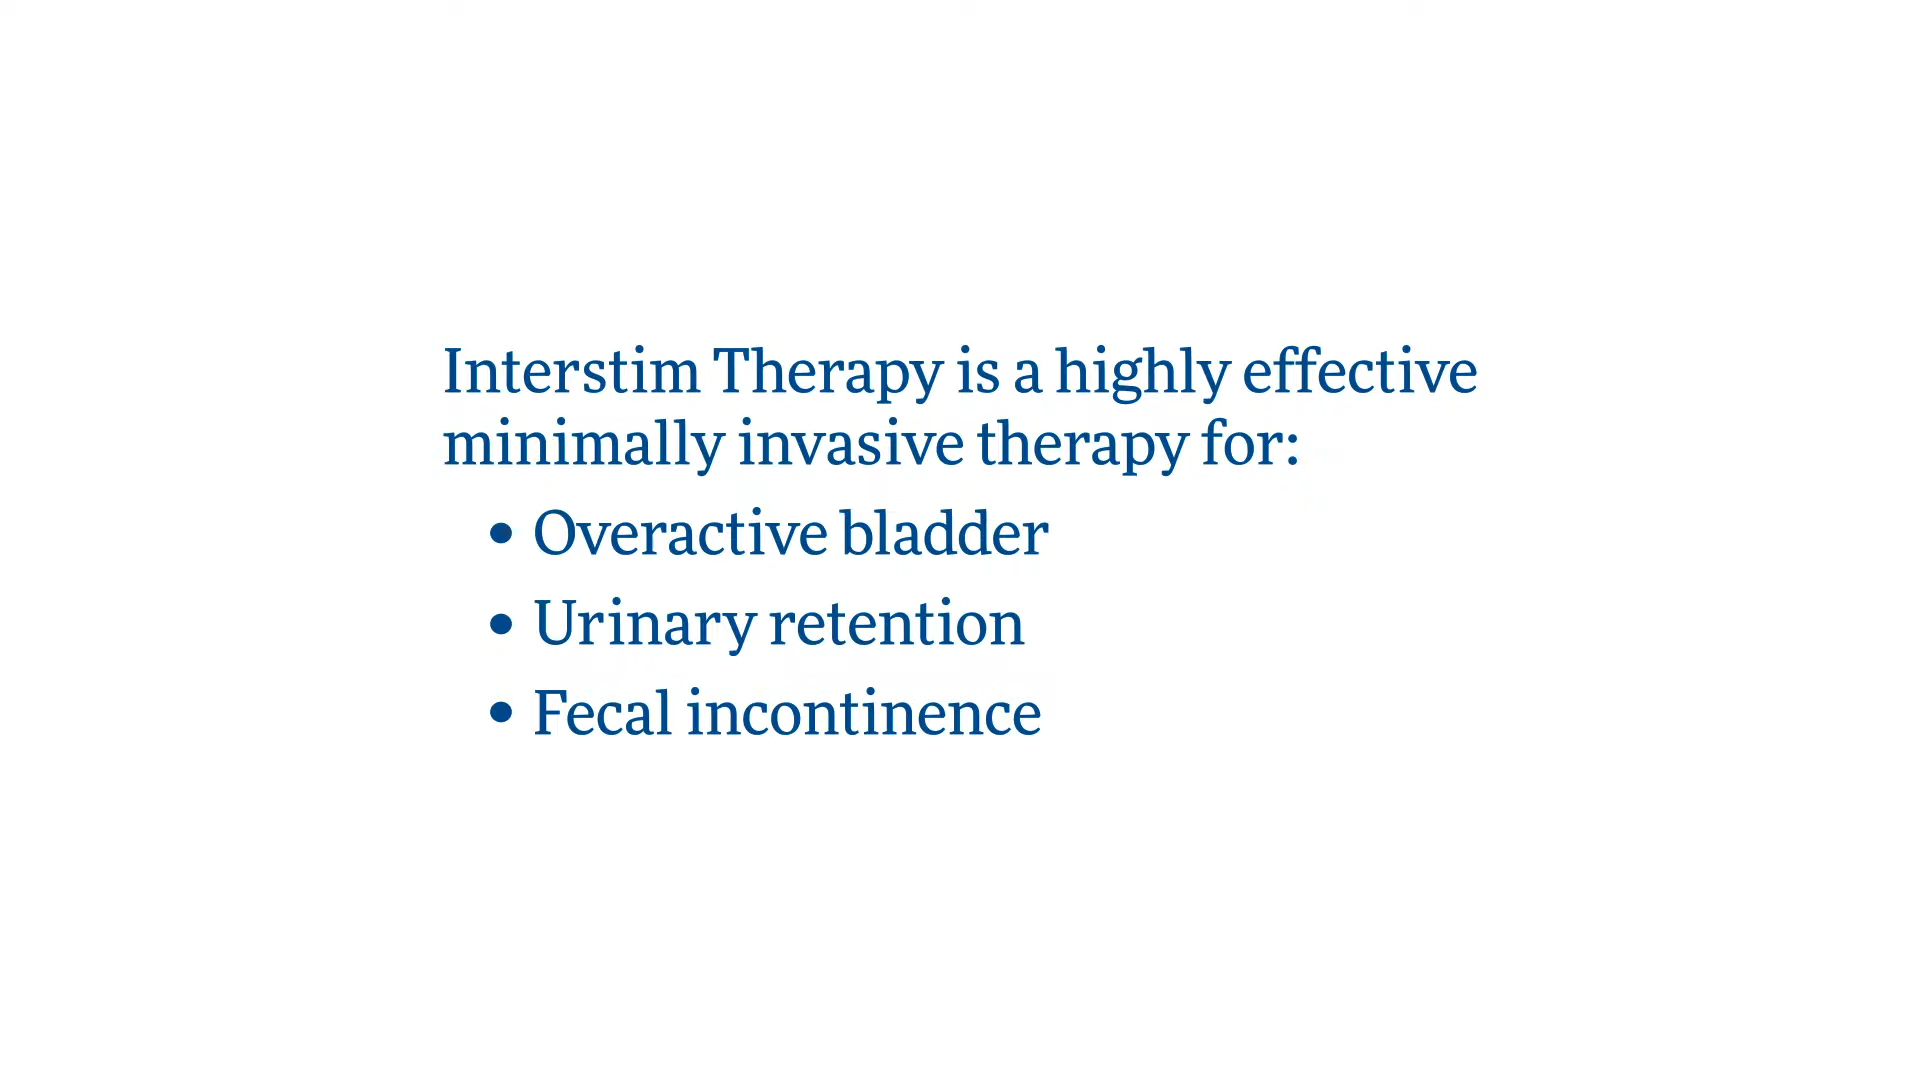 Interstim Therapy is a highly effective
minimally invasive therapy for:
• Overactive bladder
• Urinary retention
• Fecal incontinence